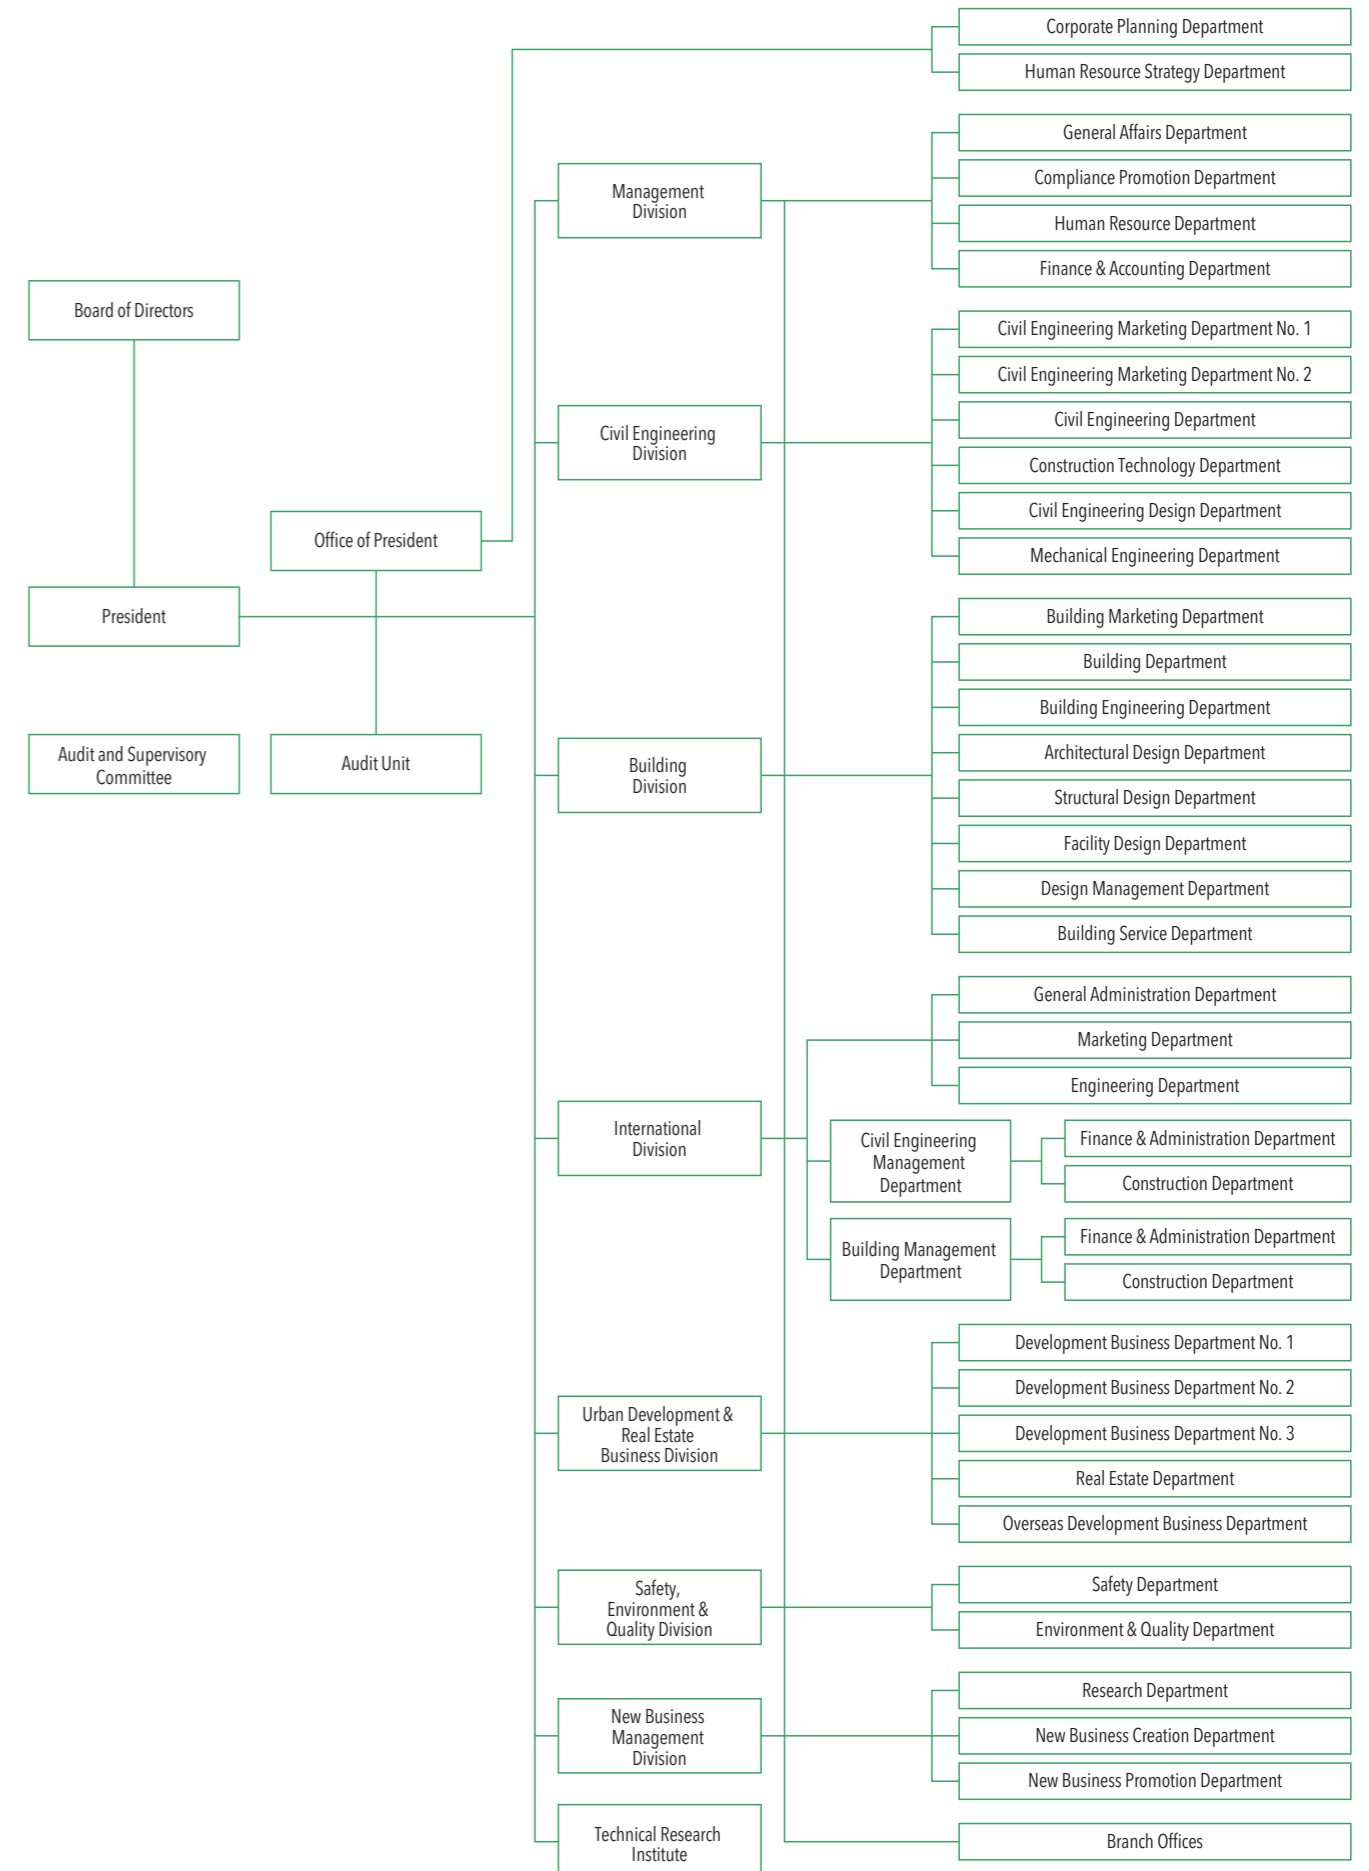 Corporate Planning Department
Human Resource Strategy Department
General Affairs Department
Management
Division
Compliance Promotion Department
Human Resource Department
Finance & Accounting Department
Board of Directors
Civil Engineering Marketing Department No. 1
Civil Engineering Marketing Department No. 2
Civil Engineering
Division
Civil Engineering Department
Construction Technology Department
Civil Engineering Design Department
Office of President
Mechanical Engineering Department
President
Building Marketing Department
Building Department
Building Engineering Department
Audit and Supervisory
Committee
Audit Unit
Building
Division
Architectural Design Department
Structural Design Department
Facility Design Department
Design Management Department
Building Service Department
General Administration Department
Marketing Department
Engineering Department
International
Division
Civil Engineering
Management
Department
Finance & Administration Department
Construction Department
Building Management
Department
Finance & Administration Department
Construction Department
Development Business Department No. 1
Development Business Department No. 2
Urban Development &
Real Estate
Business Division
Development Business Department No. 3
Real Estate Department
Overseas Development Business Department
Safety,
Environment &
Quality Division
Safety Department
Environment & Quality Department
New Business
Management
Division
Research Department
New Business Creation Department
New Business Promotion Department
Technical Research
Institute
Branch Offices